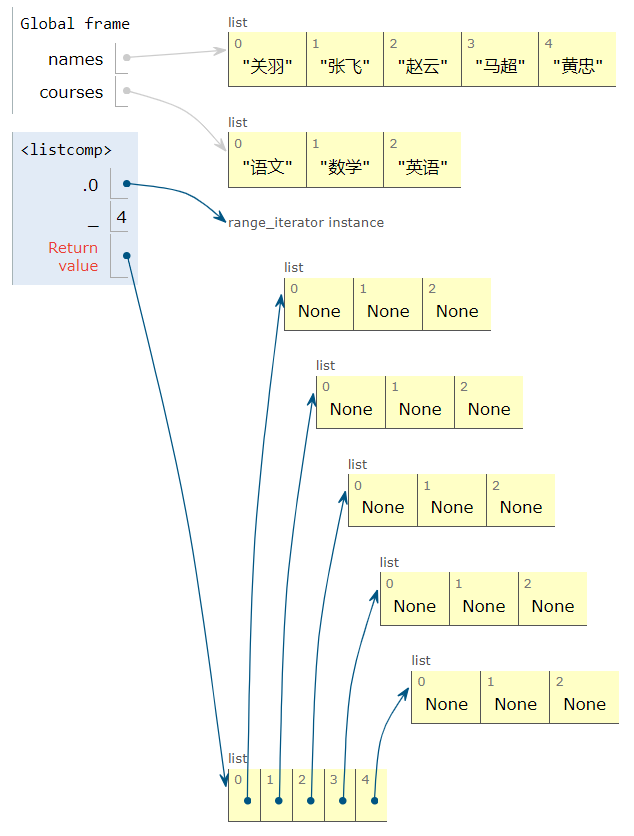 Global frame
names
courses
list
0 1 2 3 4
"关羽" "张飞" "赵云" "马超" "黄忠"
list
0 1 2
"语文" "数学" "英语"
<listcomp>
.0
_ 4
Return
value
range_iterator instance
list
0 1 2
None None None
list
0 1 2
None None None
list
0 1 2
None None None
list
0 1 2
None None None
list
0 1 2
None None None
list
0 1 2 3 4